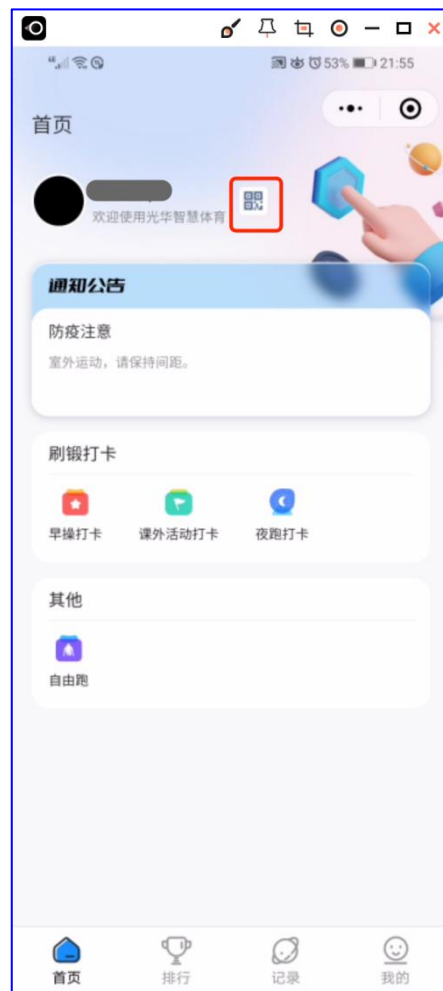 53% 21:55
首页
欢迎使用光华智慧体育
通知公告
防疫注意
室外运动，请保持间距。
刷锻打卡
早操打卡 课外活动打卡 夜跑打卡
其他
自由跑
首页 排行 记录 我的